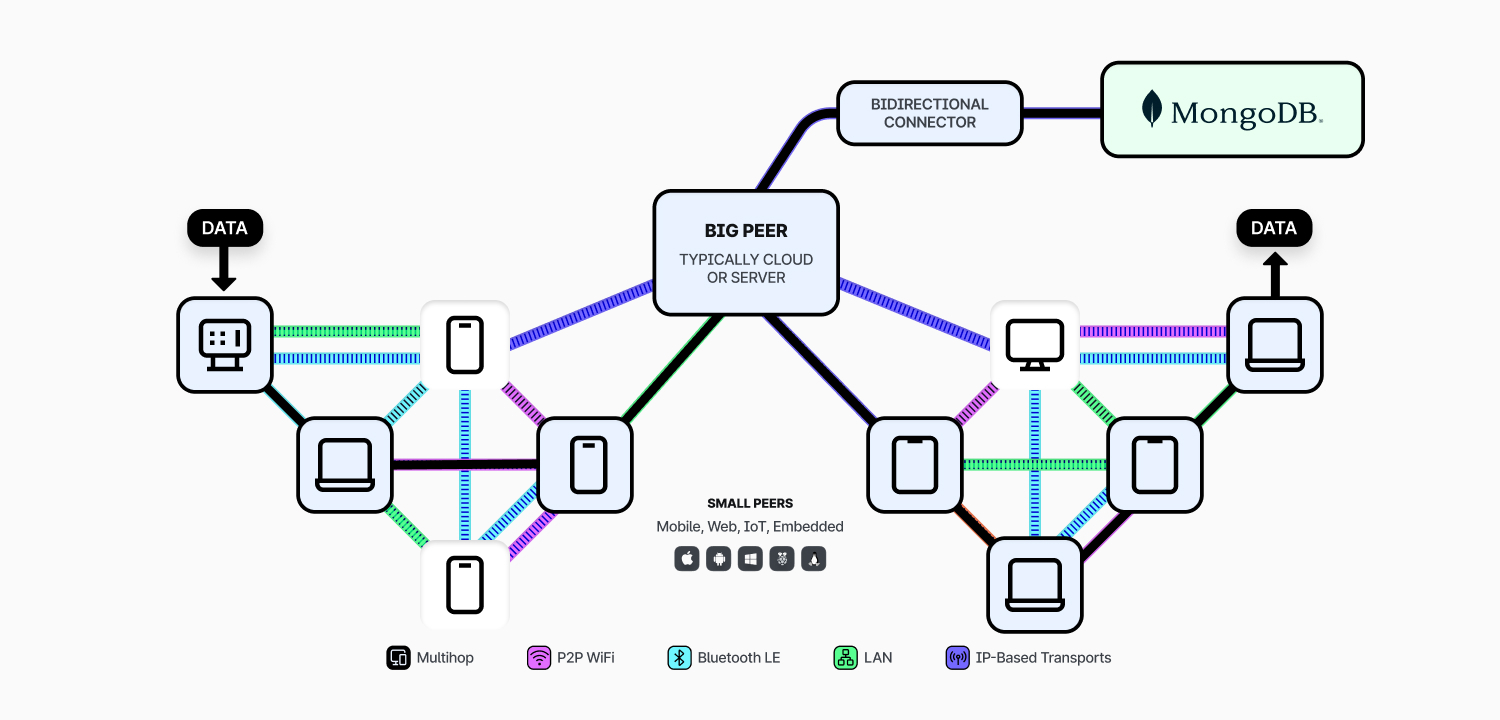 BIDIRECTIONAL
CONNECTOR
MongoDB®
DATA
BIG PEER
TYPICALLY CLOUD
OR SERVER
DATA
SMALL PEERS
Mobile, Web, IoT, Embedded
Multihop
P2P WiFi
Bluetooth LE
LAN
IP-Based Transports